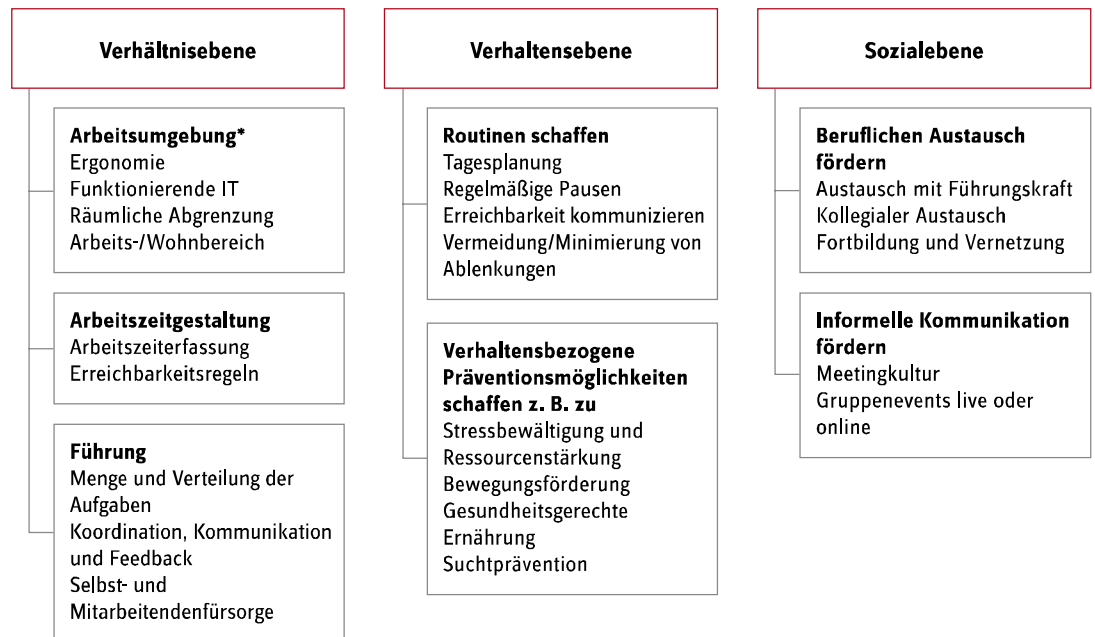 Verhältnisebene
Arbeitsumgebung*
Ergonomie
Funktionierende IT
Räumliche Abgrenzung
Arbeits-/Wohnbereich
Arbeitszeitgestaltung
Arbeitszeiterfassung
Erreichbarkeitsregeln
Führung
Menge und Verteilung der
Aufgaben
Koordination, Kommunikation
und Feedback
Selbst- und
Mitarbeitendenfürsorge
Verhaltensebene
Routinen schaffen
Tagesplanung
Regelmäßige Pausen
Erreichbarkeit kommunizieren
Vermeidung/Minimierung von
Ablenkungen
Verhaltensbezogene
Präventionsmöglichkeiten
schaffen z. B. zu
Stressbewältigung und
Ressourcenstärkung
Bewegungsförderung
Gesundheitsgerechte
Ernährung
Suchtprävention
Sozialebene
Beruflichen Austausch
fördern
Austausch mit Führungskraft
Kollegialer Austausch
Fortbildung und Vernetzung
Informelle Kommunikation
fördern
Meetingkultur
Gruppenevents live oder
online